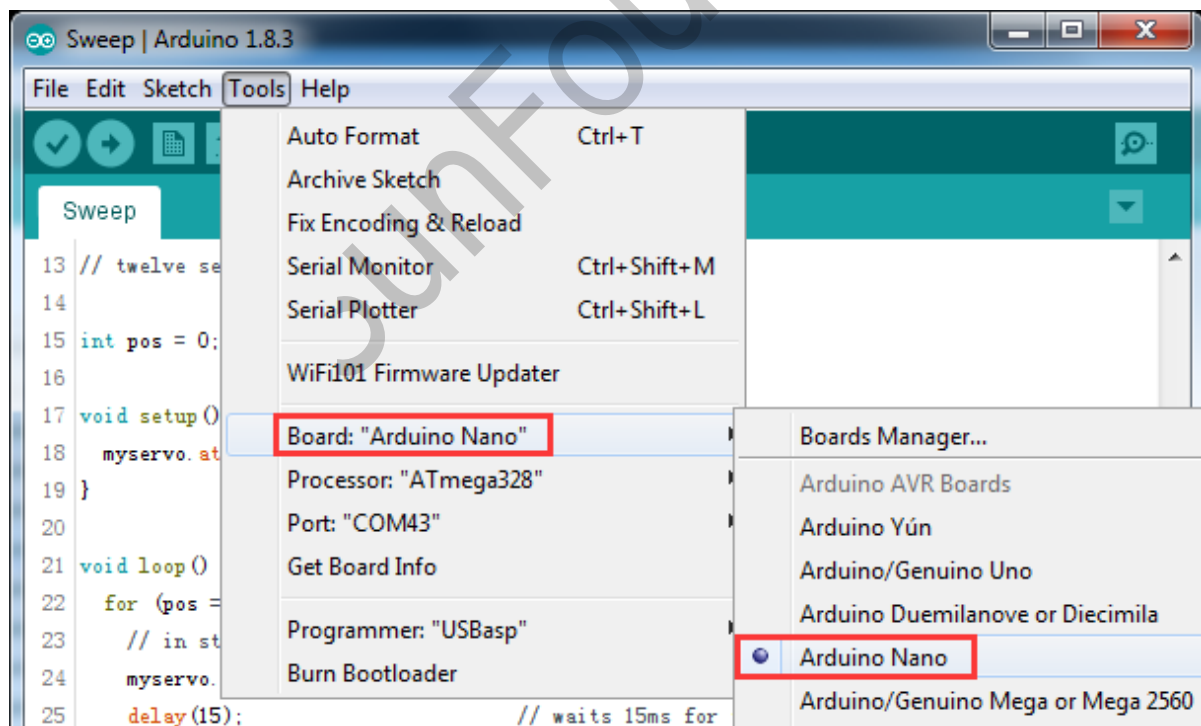 Sweep | Arduino 1.8.3
File Edit Sketch Tools Help
Auto Format Ctrl+T
Archive Sketch
Sweep
Fix Encoding & Reload
13 // twelve se
Serial Monitor Ctrl+Shift+M
14
Serial Plotter Ctrl+Shift+L
15 int pos = 0;
16
WiFi101 Firmware Updater
17 void setup()
Board: "Arduino Nano"
Boards Manager...
18 myservo.at
Processor: "ATmega328"
Arduino AVR Boards
19 }
Port: "COM43"
Arduino Yún
20
21 void loop()
Get Board Info
Arduino/Genuino Uno
22 for (pos =
Arduino Duemilanove or Diecimila
23 // in st
Programmer: "USBasp"
Arduino Nano
24 myservo.
Burn Bootloader
Arduino/Genuino Mega or Mega 2560
25 delay(15); // waits 15ms for
SunFou